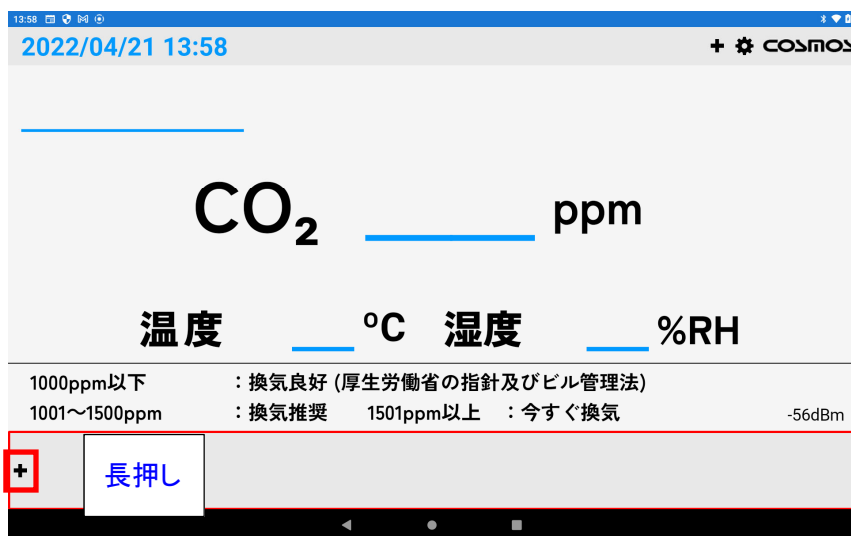 13:58
2022/04/21 13:58
+ COSMOS
CO₂ ____ ppm
温度 ___ ℃ 湿度 ___ %RH
1000ppm以下 ：換気良好 (厚生労働省の指針及びビル管理法)
1001～1500ppm ：換気推奨 1501ppm以上 ：今すぐ換気
-56dBm
+ 長押し